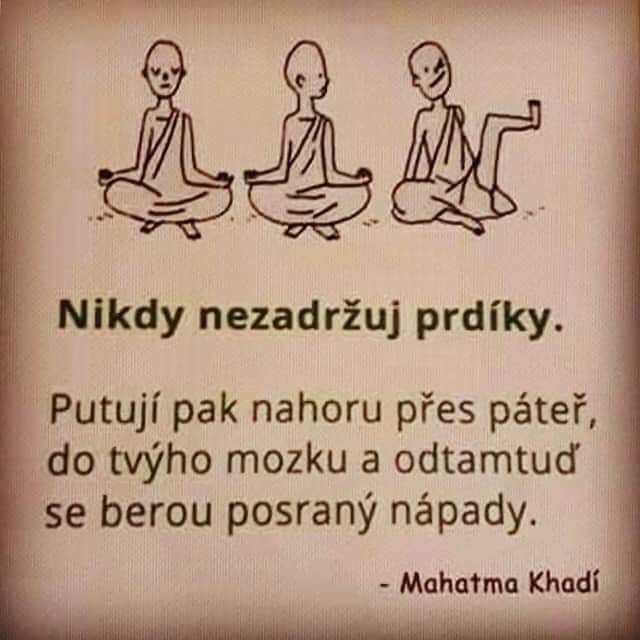 Nikdy nezadržuj prdíky.
Putují pak nahoru přes páteř,
do tvýho mozku a odtamtuď
se berou posraný nápady.
- Mahatma Khadí